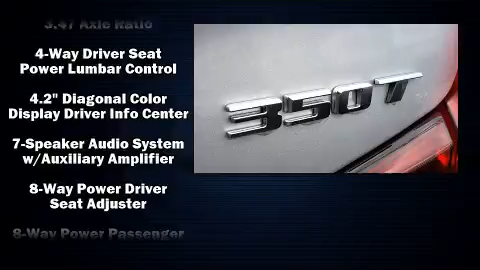 3.47 Axle Ratio
4-Way Driver Seat
Power Lumbar Control
4.2" Diagonal Color
Display Driver Info Center
7-Speaker Audio System
w/Auxiliary Amplifier
8-Way Power Driver
Seat Adjuster
8-Way Power Passenger
350T